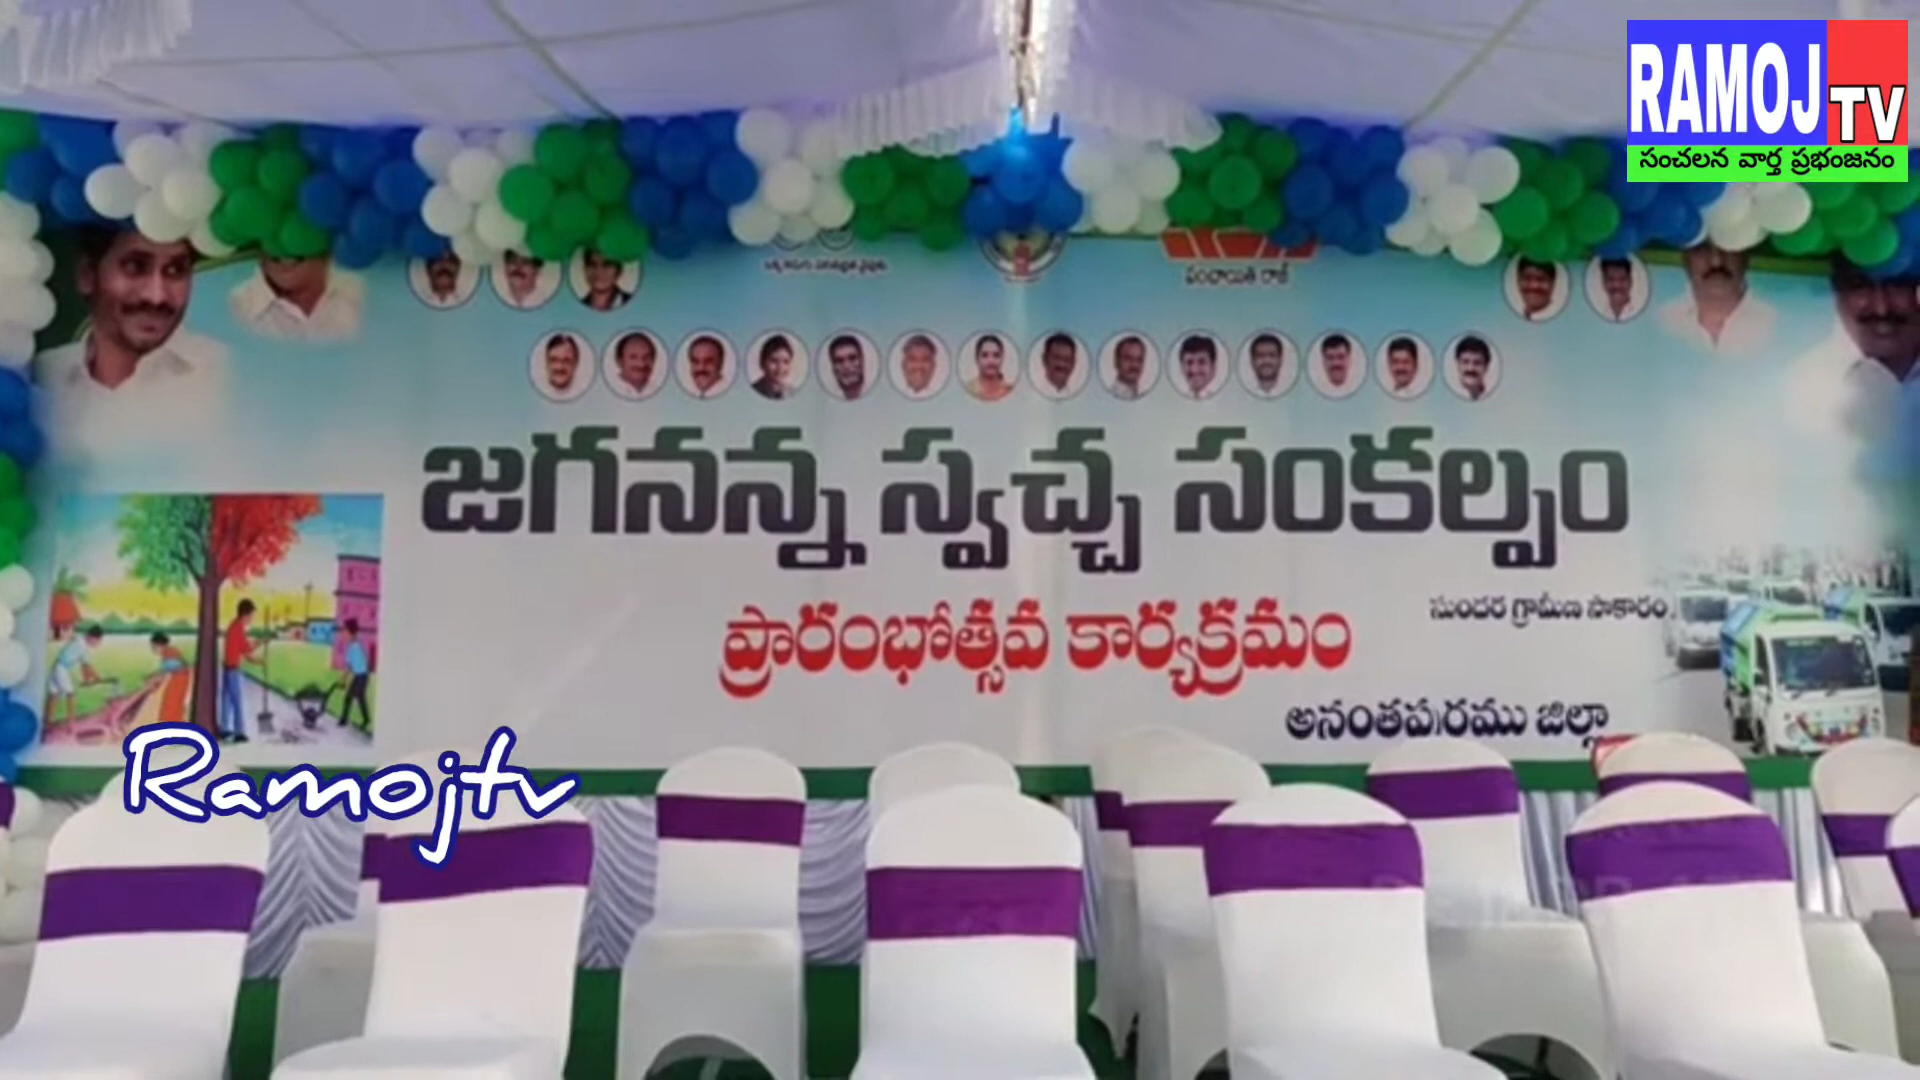 RAMOJ TV
సంచలన వార్త ప్రభంజనం
పంచాయితీ రాజ్
జగనన్న స్వచ్ఛ సంకల్పం
ప్రారంభోత్సవ కార్యక్రమం
సుందర గ్రామీణ సాకారం
అనంతపురము జిల్లా
Ramojtv